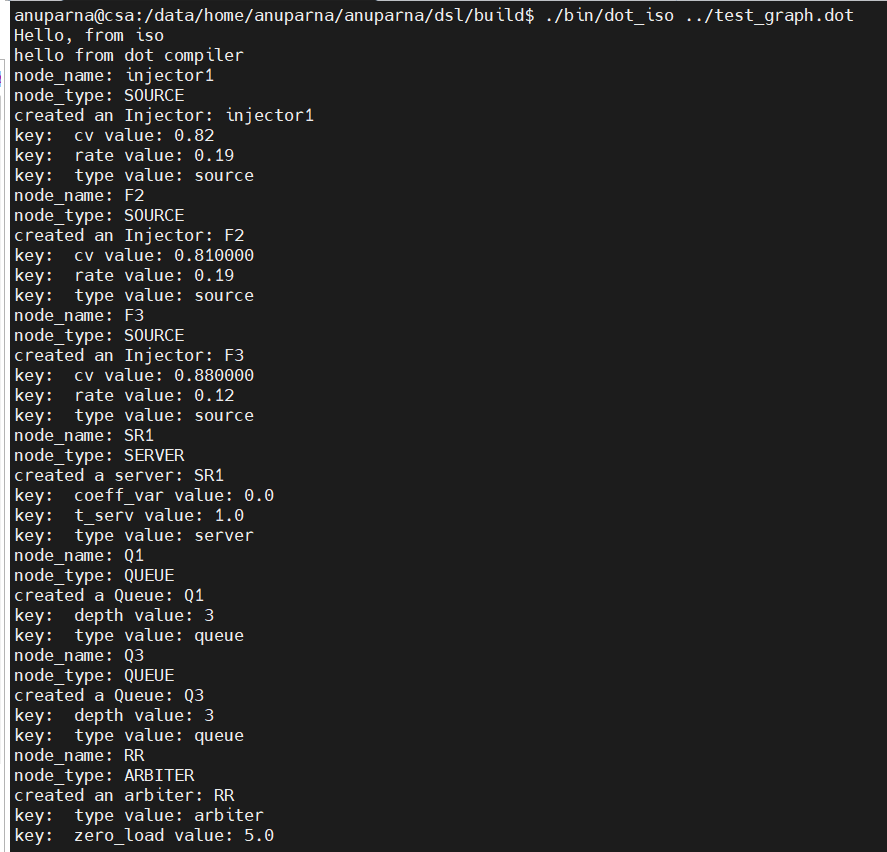 anuparna@csa:/data/home/anuparna/anuparna/dsl/build$ ./bin/dot_iso ../test_graph.dot
Hello, from iso
hello from dot compiler
node_name: injector1
node_type: SOURCE
created an Injector: injector1
key:  cv value: 0.82
key:  rate value: 0.19
key:  type value: source
node_name: F2
node_type: SOURCE
created an Injector: F2
key:  cv value: 0.810000
key:  rate value: 0.19
key:  type value: source
node_name: F3
node_type: SOURCE
created an Injector: F3
key:  cv value: 0.880000
key:  rate value: 0.12
key:  type value: source
node_name: SR1
node_type: SERVER
created a server: SR1
key:  coeff_var value: 0.0
key:  t_serv value: 1.0
key:  type value: server
node_name: Q1
node_type: QUEUE
created a Queue: Q1
key:  depth value: 3
key:  type value: queue
node_name: Q3
node_type: QUEUE
created a Queue: Q3
key:  depth value: 3
key:  type value: queue
node_name: RR
node_type: ARBITER
created an arbiter: RR
key:  type value: arbiter
key:  zero_load value: 5.0